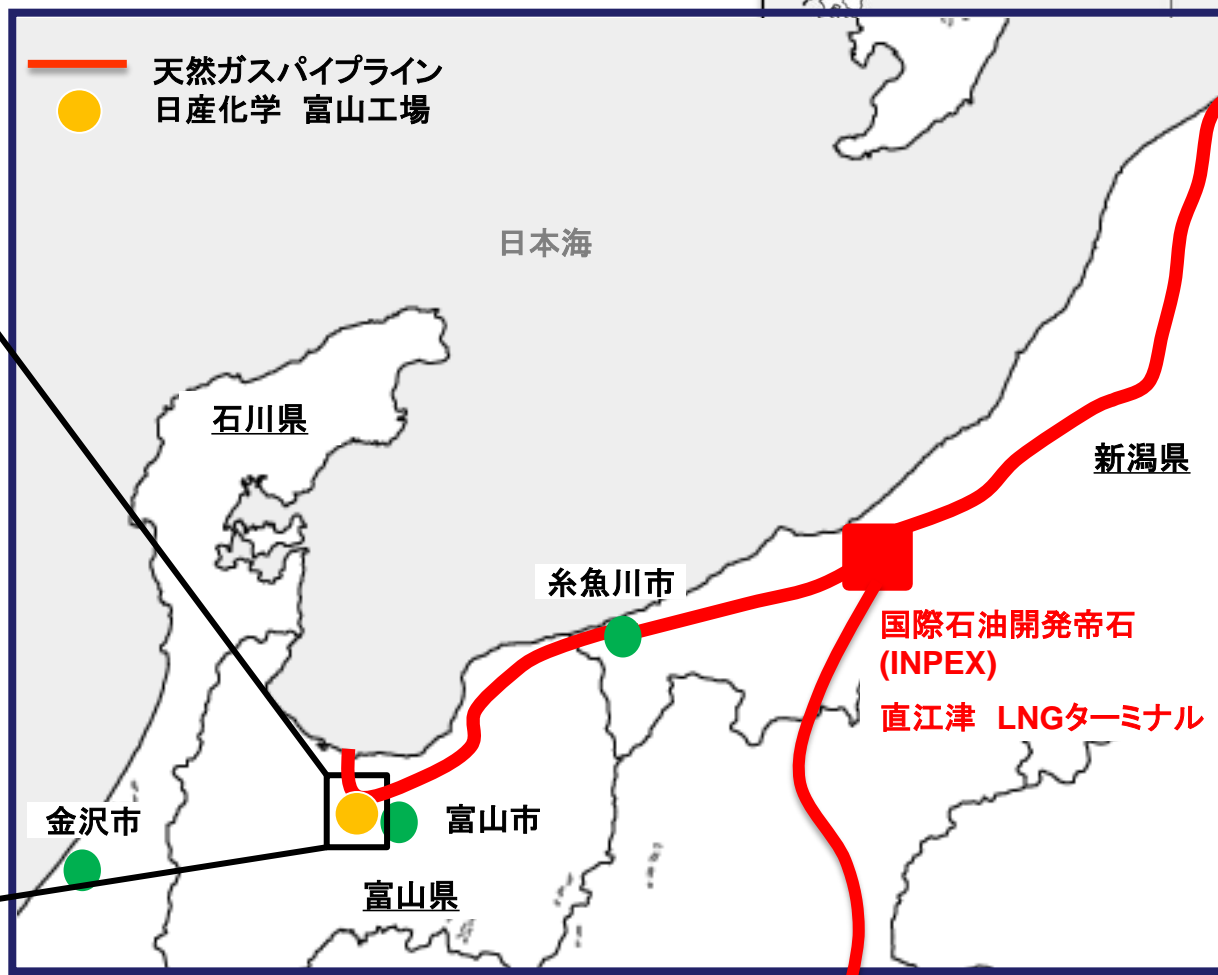 天然ガスパイプライン
日産化学 富山工場
日本海
石川県
新潟県
糸魚川市
国際石油開発帝石
(INPEX)
直江津 LNGターミナル
金沢市
富山市
富山県